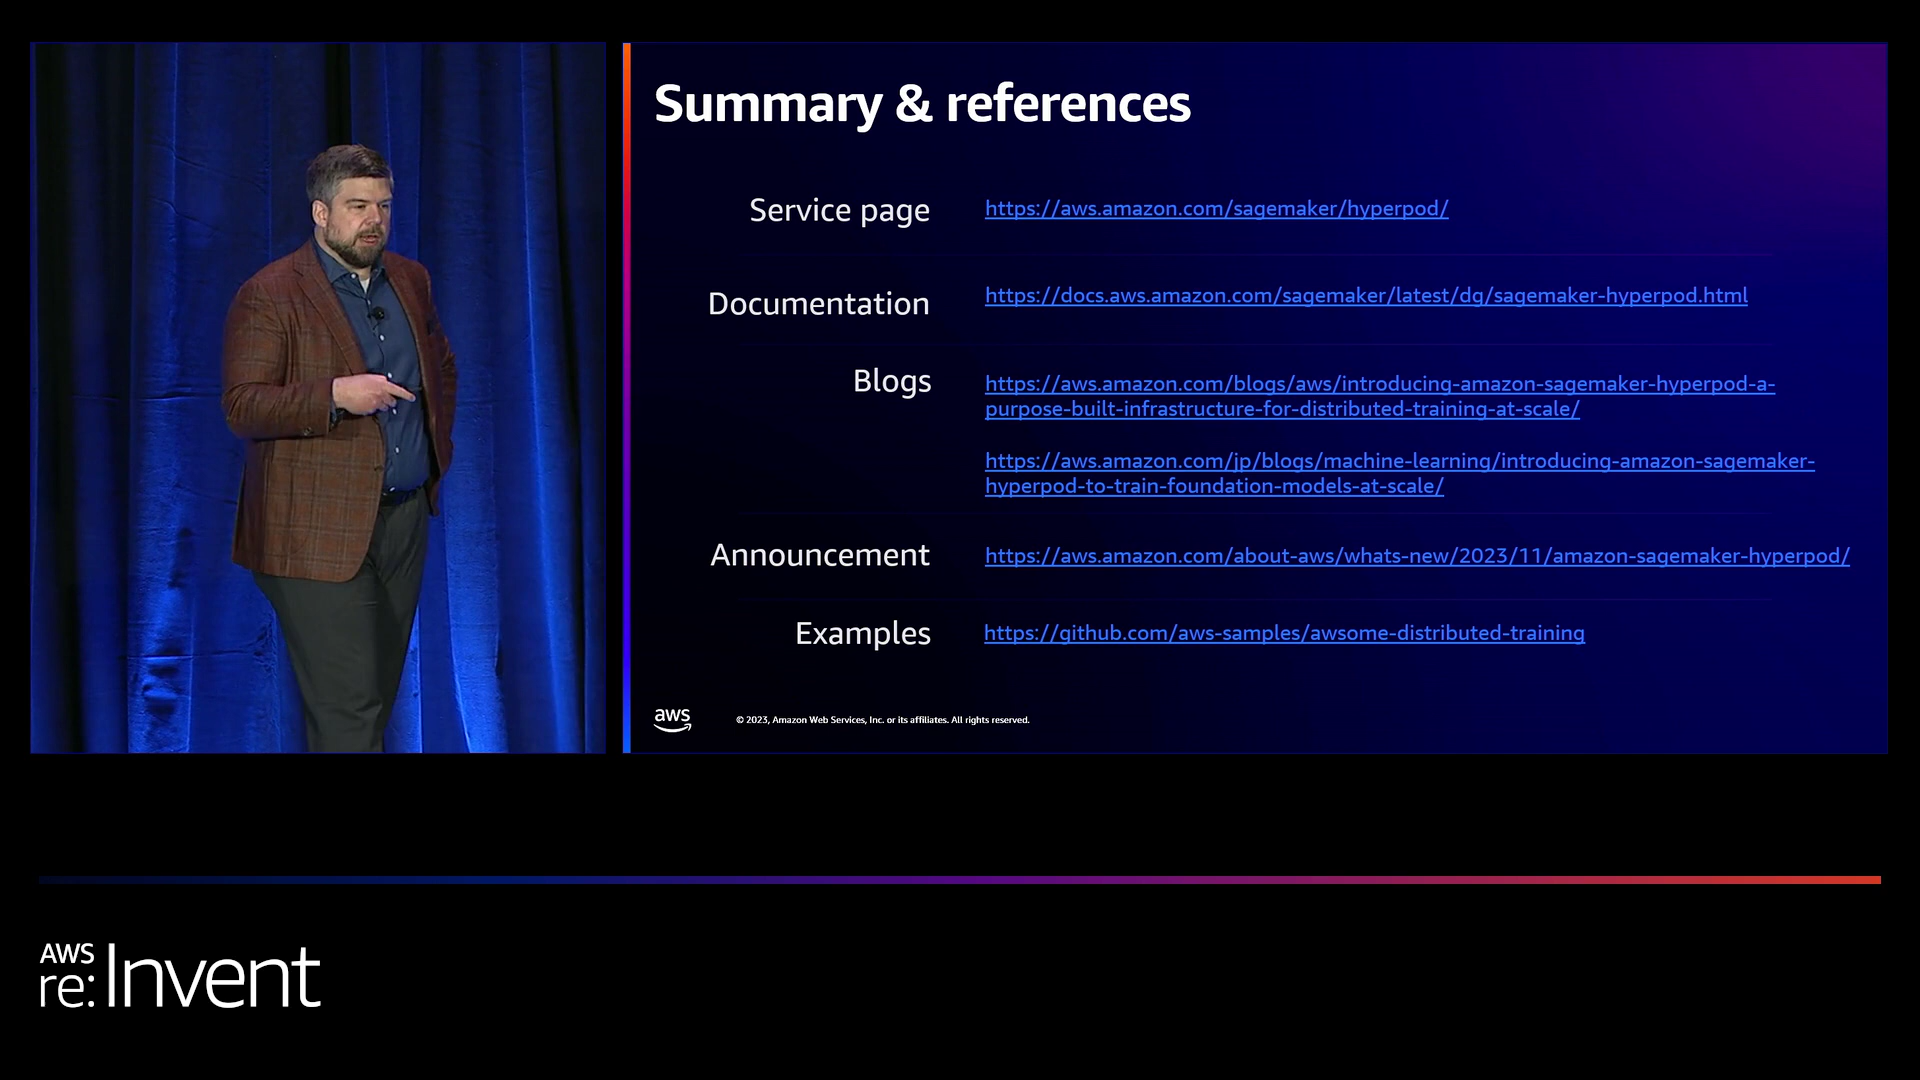 Summary & references
Service page
https://aws.amazon.com/sagemaker/hyperpod/
Documentation
https://docs.aws.amazon.com/sagemaker/latest/dg/sagemaker-hyperpod.html
Blogs
https://aws.amazon.com/blogs/aws/introducing-amazon-sagemaker-hyperpod-a-
purpose-built-infrastructure-for-distributed-training-at-scale/
https://aws.amazon.com/jp/blogs/machine-learning/introducing-amazon-sagemaker-
hyperpod-to-train-foundation-models-at-scale/
Announcement
https://aws.amazon.com/about-aws/whats-new/2023/11/amazon-sagemaker-hyperpod/
Examples
https://github.com/aws-samples/awsome-distributed-training
aws
© 2023, Amazon Web Services, Inc. or its affiliates. All rights reserved.
AWS
re:Invent